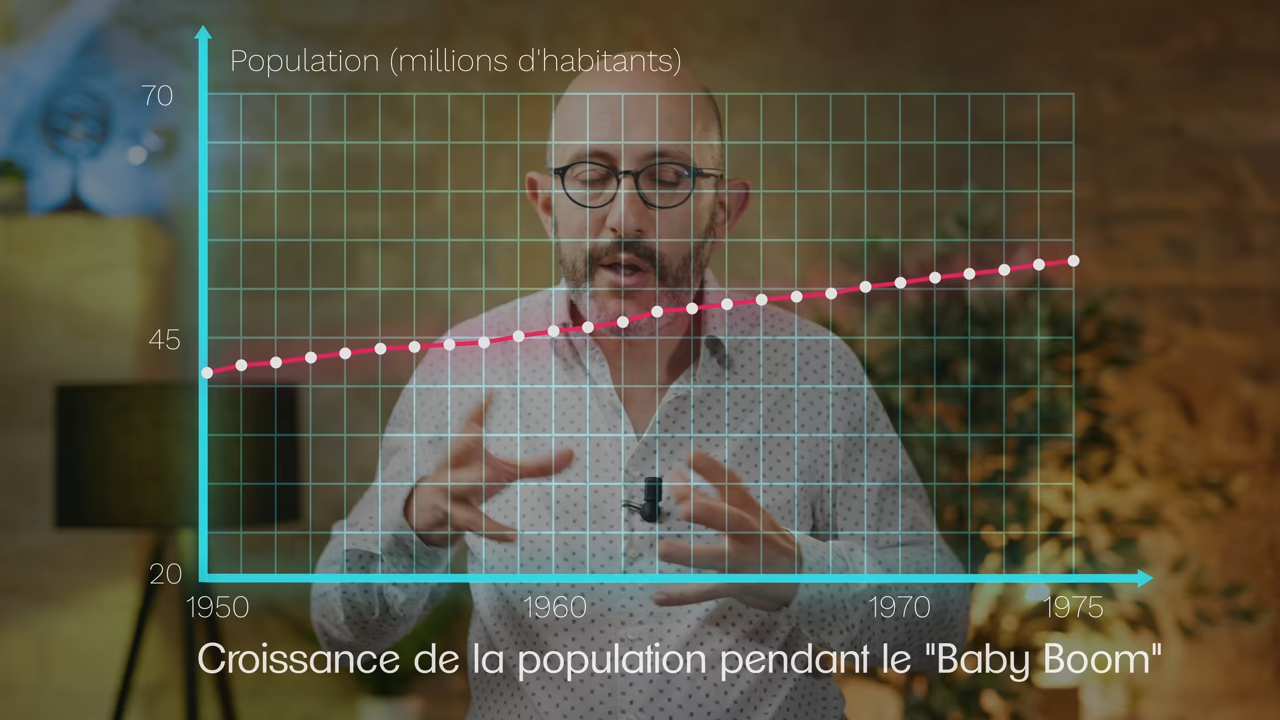 Population (millions d'habitants)
70
45
20
1950 1960 1970 1975
Croissance de la population pendant le "Baby Boom"